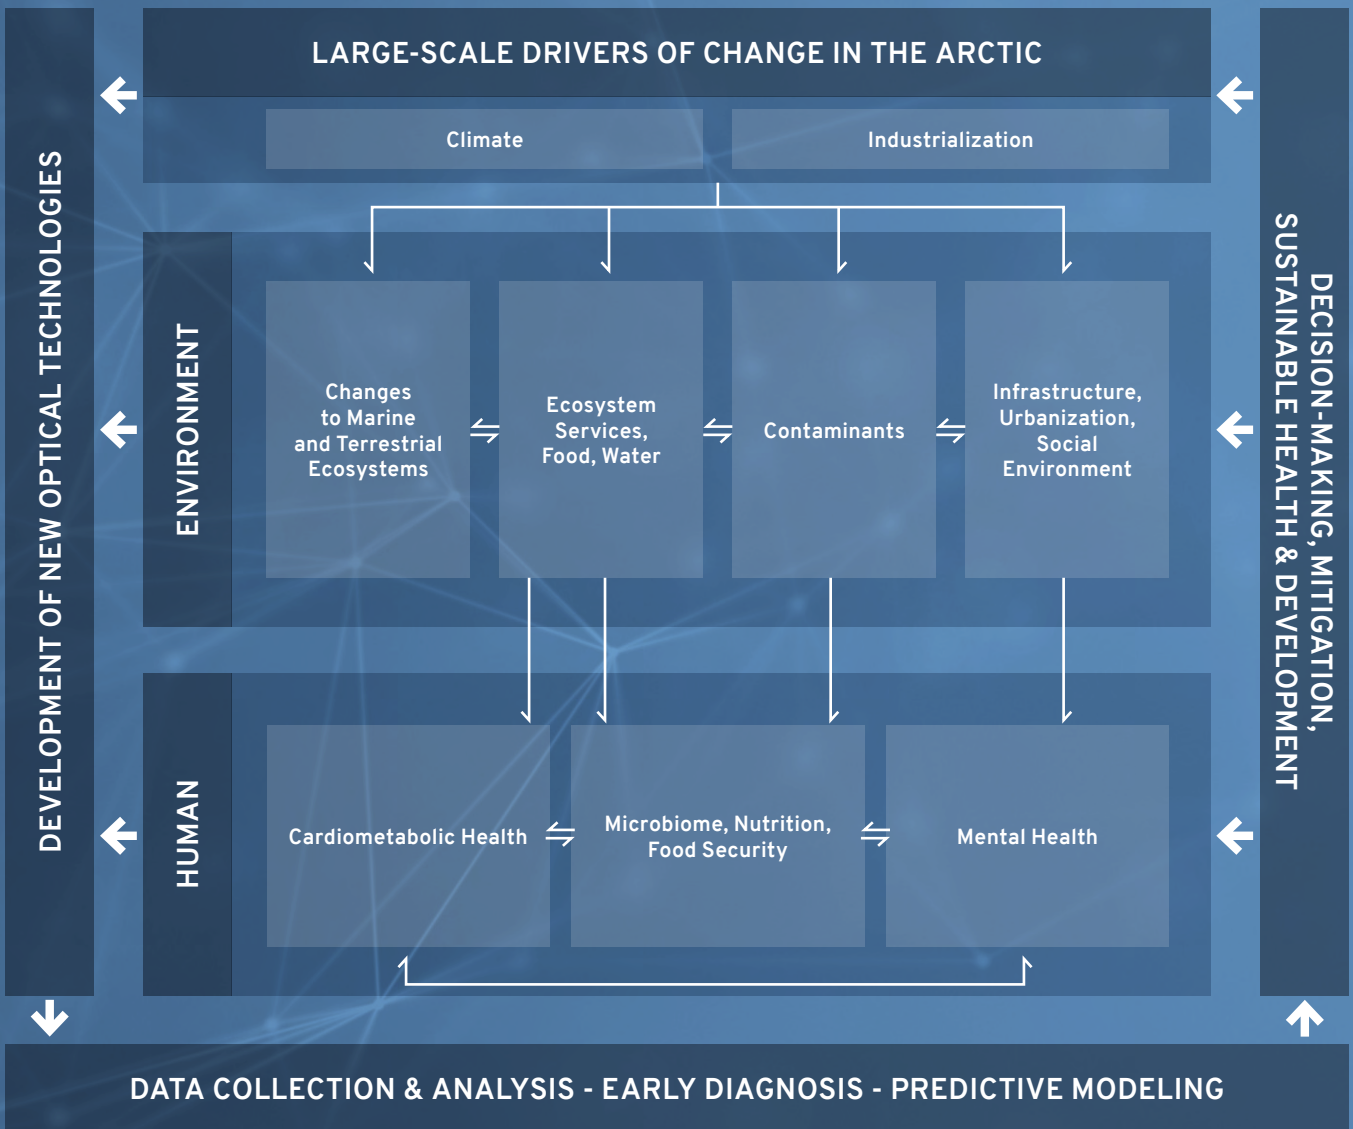 LARGE-SCALE DRIVERS OF CHANGE IN THE ARCTIC
Climate
Industrialization
DEVELOPMENT OF NEW OPTICAL TECHNOLOGIES
ENVIRONMENT
Changes
to Marine
and Terrestrial
Ecosystems
Ecosystem
Services,
Food, Water
Contaminants
Infrastructure,
Urbanization,
Social
Environment
DECISION-MAKING, MITIGATION,
SUSTAINABLE HEALTH & DEVELOPMENT
HUMAN
Cardiometabolic Health
Microbiome, Nutrition,
Food Security
Mental Health
DATA COLLECTION & ANALYSIS - EARLY DIAGNOSIS - PREDICTIVE MODELING